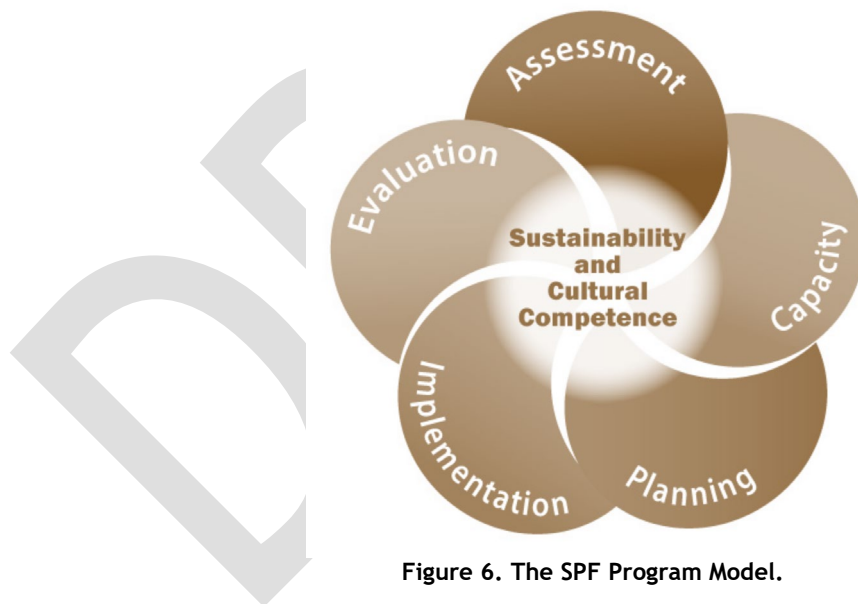 Assessment
Capacity
Planning
Implementation
Evaluation
Sustainability
and
Cultural
Competence
Figure 6. The SPF Program Model.